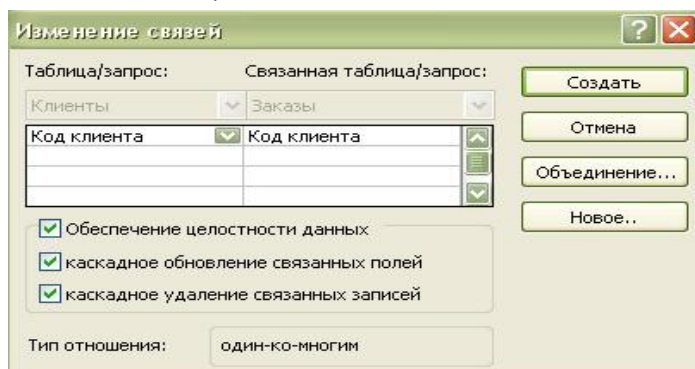 Изменение связей
Таблица/запрос: Связанная таблица/запрос:
Создать
Клиенты Заказы
Код клиента Код клиента
Отмена
Объединение...
Новое..
Обеспечение целостности данных
каскадное обновление связанных полей
каскадное удаление связанных записей
Тип отношения: один-ко-многим